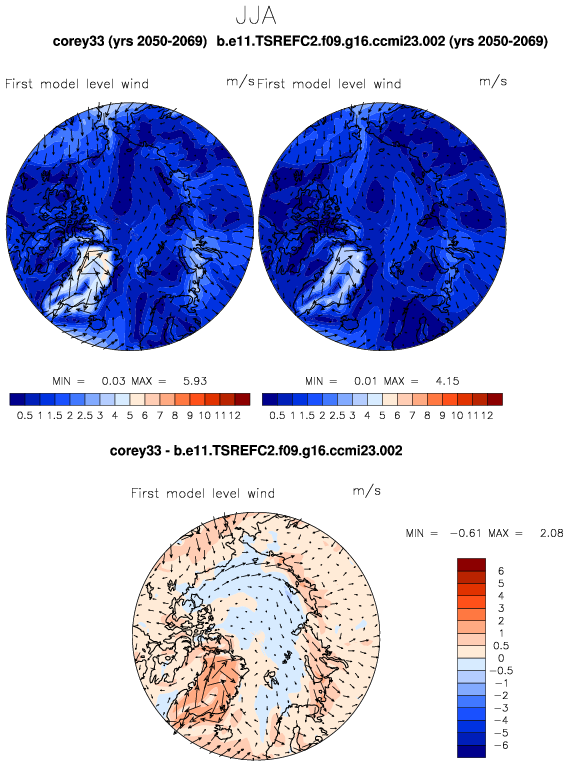 JJA
corey33 (yrs 2050-2069) b.e11.TSREFC2.f09.g16.ccmi23.002 (yrs 2050-2069)
First model level wind m/s First model level wind m/s
MIN = 0.03 MAX = 5.93 MIN = 0.01 MAX = 4.15
0.5 1 1.5 2 2.5 3 4 5 6 7 8 9 10 11 12 0.5 1 1.5 2 2.5 3 4 5 6 7 8 9 10 11 12
corey33 - b.e11.TSREFC2.f09.g16.ccmi23.002
First model level wind m/s
MIN = -0.61 MAX = 2.08
6
5
4
3
2
1
0.5
0
-0.5
-1
-2
-3
-4
-5
-6